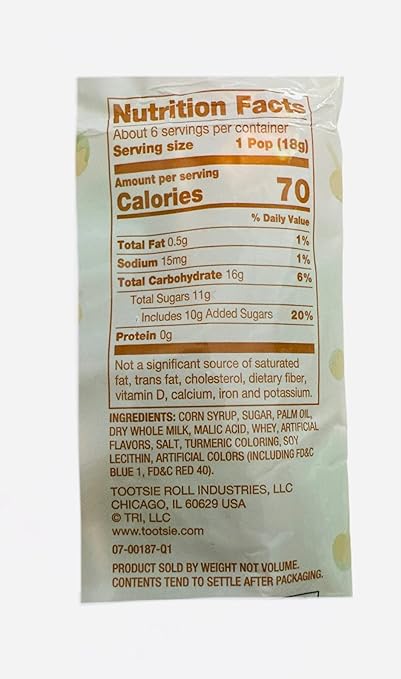 Nutrition Facts
About 6 servings per container
Serving size 1 Pop (18g)
Amount per serving
Calories 70
% Daily Value
Total Fat 0.5g 1%
Sodium 15mg 1%
Total Carbohydrate 16g 6%
Total Sugars 11g
Includes 10g Added Sugars 20%
Protein 0g
Not a significant source of saturated
fat, trans fat, cholesterol, dietary fiber,
vitamin D, calcium, iron and potassium.
INGREDIENTS: CORN SYRUP, SUGAR, PALM OIL,
DRY WHOLE MILK, MALIC ACID, WHEY, ARTIFICIAL
FLAVORS, SALT, TURMERIC COLORING, SOY
LECITHIN, ARTIFICIAL COLORS (INCLUDING FD&C
BLUE 1, FD&C RED 40).
TOOTSIE ROLL INDUSTRIES, LLC
CHICAGO, IL 60629 USA
© TRI, LLC
www.tootsie.com
07-00187-Q1
PRODUCT SOLD BY WEIGHT NOT VOLUME.
CONTENTS TEND TO SETTLE AFTER PACKAGING.